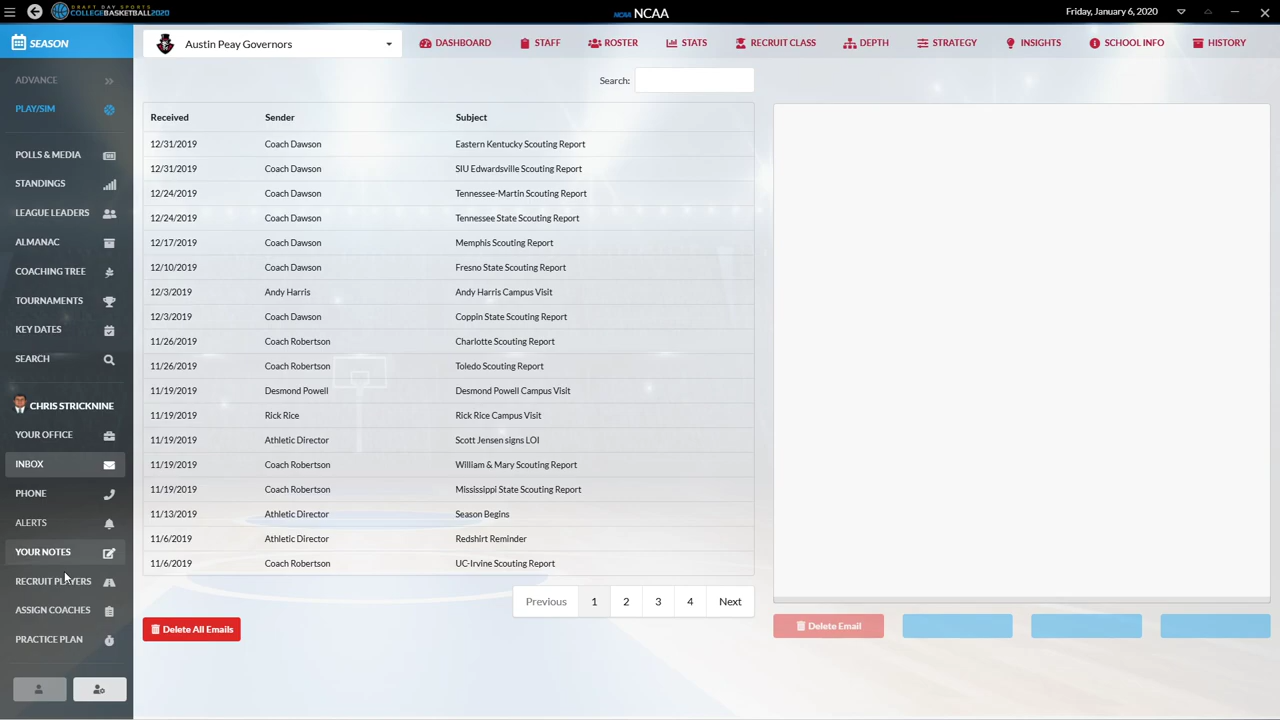 DRAFT DAY SPORTS
COLLEGEBASKETBALL2020
NCAA NCAA
Friday, January 6, 2020
SEASON
Austin Peay Governors
DASHBOARD STAFF ROSTER STATS RECRUIT CLASS DEPTH STRATEGY INSIGHTS SCHOOL INFO HISTORY
ADVANCE
PLAY/SIM
POLLS & MEDIA
STANDINGS
LEAGUE LEADERS
ALMANAC
COACHING TREE
TOURNAMENTS
KEY DATES
SEARCH
CHRIS STRICKNINE
YOUR OFFICE
INBOX
PHONE
ALERTS
YOUR NOTES
RECRUIT PLAYERS
ASSIGN COACHES
PRACTICE PLAN
Search:
Received Sender Subject
12/31/2019 Coach Dawson Eastern Kentucky Scouting Report
12/31/2019 Coach Dawson SIU Edwardsville Scouting Report
12/24/2019 Coach Dawson Tennessee-Martin Scouting Report
12/24/2019 Coach Dawson Tennessee State Scouting Report
12/17/2019 Coach Dawson Memphis Scouting Report
12/10/2019 Coach Dawson Fresno State Scouting Report
12/3/2019 Andy Harris Andy Harris Campus Visit
12/3/2019 Coach Dawson Coppin State Scouting Report
11/26/2019 Coach Robertson Charlotte Scouting Report
11/26/2019 Coach Robertson Toledo Scouting Report
11/19/2019 Desmond Powell Desmond Powell Campus Visit
11/19/2019 Rick Rice Rick Rice Campus Visit
11/19/2019 Athletic Director Scott Jensen signs LOI
11/19/2019 Coach Robertson William & Mary Scouting Report
11/19/2019 Coach Robertson Mississippi State Scouting Report
11/13/2019 Athletic Director Season Begins
11/6/2019 Athletic Director Redshirt Reminder
11/6/2019 Coach Robertson UC-Irvine Scouting Report
Previous 1 2 3 4 Next
Delete All Emails
Delete Email